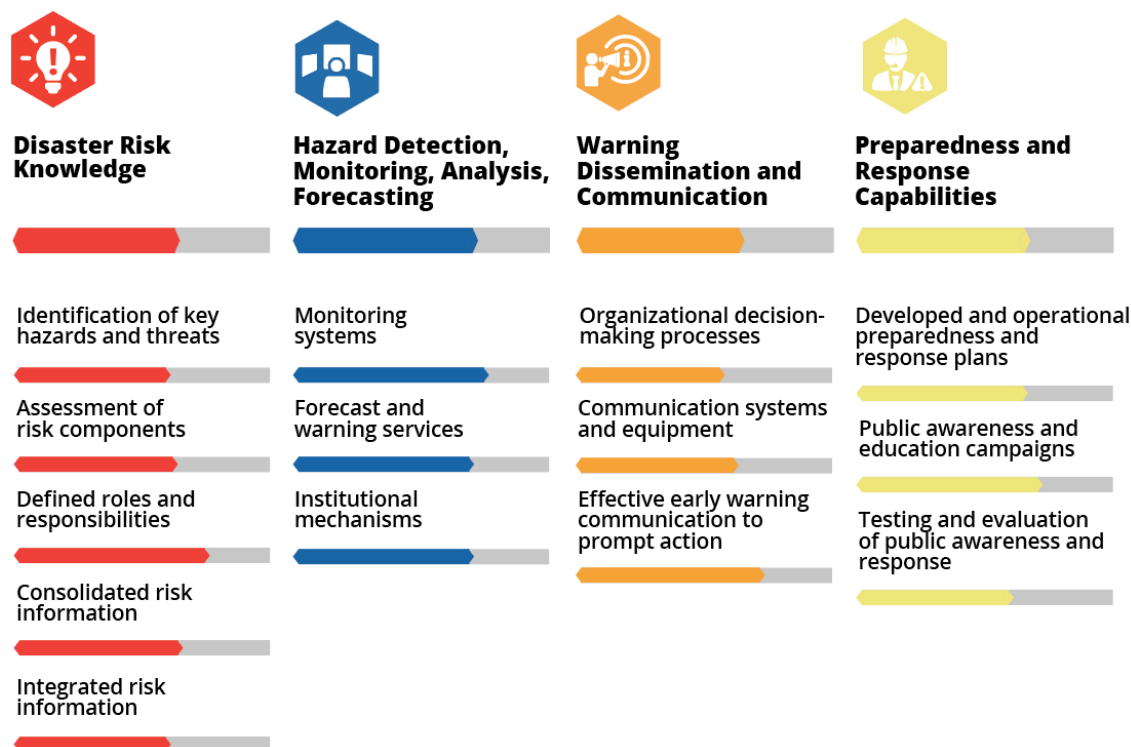 Disaster Risk
Knowledge
Hazard Detection,
Monitoring, Analysis,
Forecasting
Warning
Dissemination and
Communication
Preparedness and
Response
Capabilities
Identification of key
hazards and threats
Assessment of
risk components
Defined roles and
responsibilities
Consolidated risk
information
Integrated risk
information
Monitoring
systems
Forecast and
warning services
Institutional
mechanisms
Organizational decision-
making processes
Communication systems
and equipment
Effective early warning
communication to
prompt action
Developed and operational
preparedness and
response plans
Public awareness and
education campaigns
Testing and evaluation
of public awareness and
response